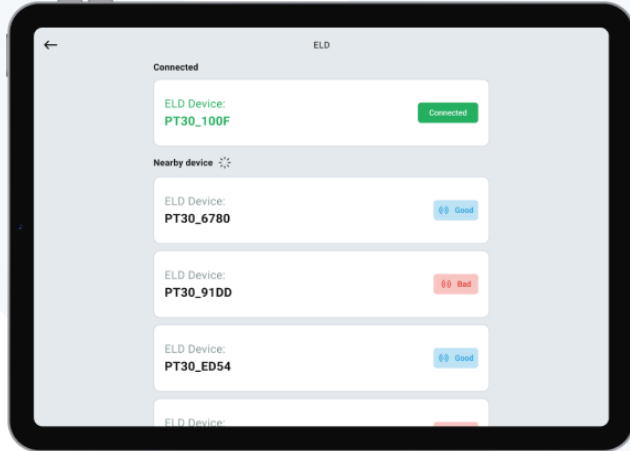 ELD
Connected
ELD Device:
PT30_100F
Connected
Nearby device
ELD Device:
PT30_6780
Good
ELD Device:
PT30_91DD
Bad
ELD Device:
PT30_ED54
Good
ELD Device: